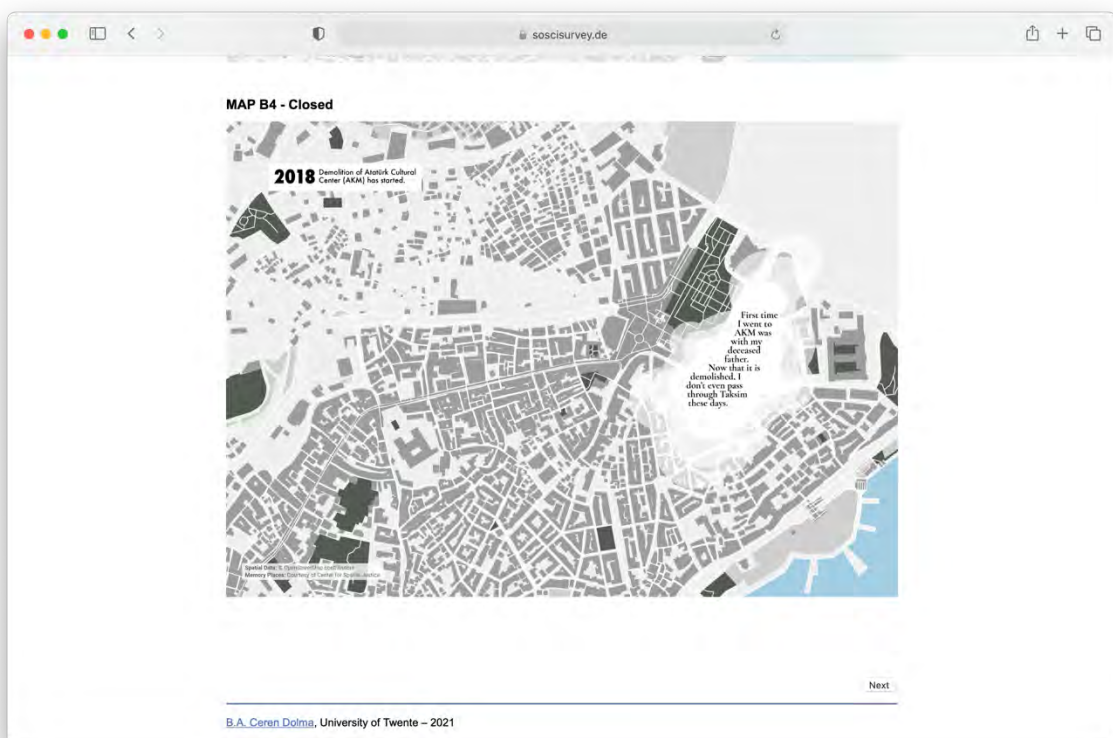 soscisurvey.de
MAP B4 - Closed
2018 Demolition of Atatürk Cultural
Center (AKM) has started.
First time
I went to
AKM was
with my
deceased
father.
Now that it is
demolished. I
don't even pass
through Taksim
these days.
Spatial Data: © OpenStreetMap contributors
Memory Places: Courtesy of Center for Spatial Justice
Next
B.A. Ceren Dolma, University of Twente – 2021